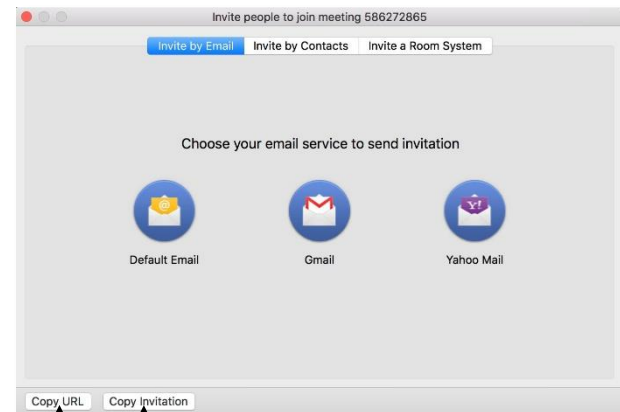 Invite people to join meeting 586272865
Invite by Email Invite by Contacts Invite a Room System
Choose your email service to send invitation
@ Y!
Default Email Gmail Yahoo Mail
Copy URL Copy Invitation